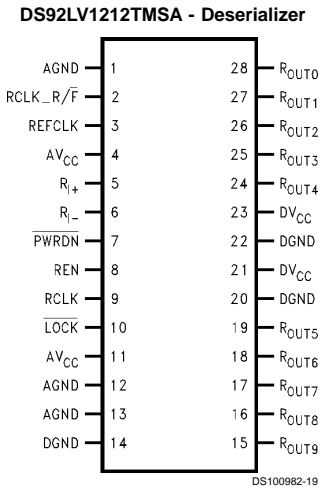 DS92LV1212TMSA - Deserializer
AGND 1 28 ROUT0
RCLK_R/F̅ 2 27 ROUT1
REFCLK 3 26 ROUT2
AVCC 4 25 ROUT3
RI+ 5 24 ROUT4
RI− 6 23 DVCC
P̅W̅R̅D̅N̅ 7 22 DGND
REN 8 21 DVCC
RCLK 9 20 DGND
L̅O̅C̅K̅ 10 19 ROUT5
AVCC 11 18 ROUT6
AGND 12 17 ROUT7
AGND 13 16 ROUT8
DGND 14 15 ROUT9
DS100982-19